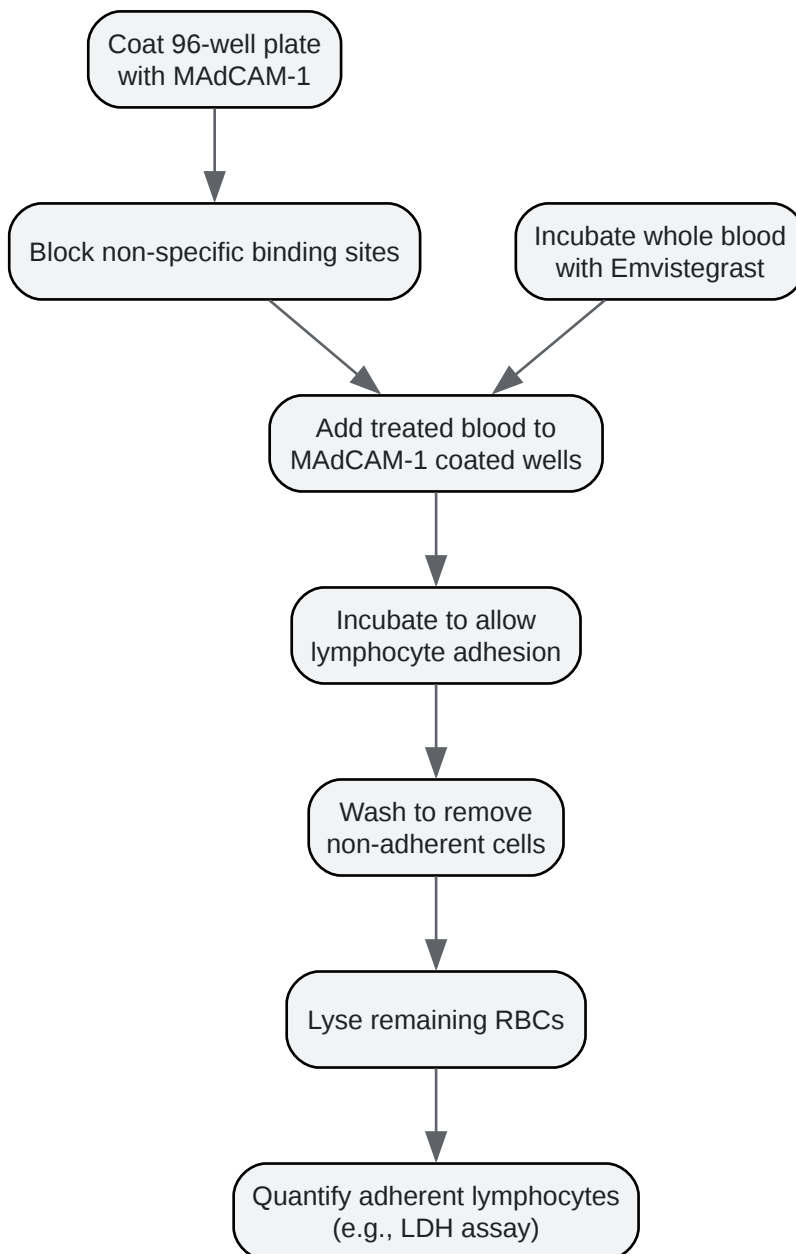 Coat 96-well plate
with MAdCAM-1
Block non-specific binding sites
Incubate whole blood
with Emvistegrast
Add treated blood to
MAdCAM-1 coated wells
Incubate to allow
lymphocyte adhesion
Wash to remove
non-adherent cells
Lyse remaining RBCs
Quantify adherent lymphocytes
(e.g., LDH assay)